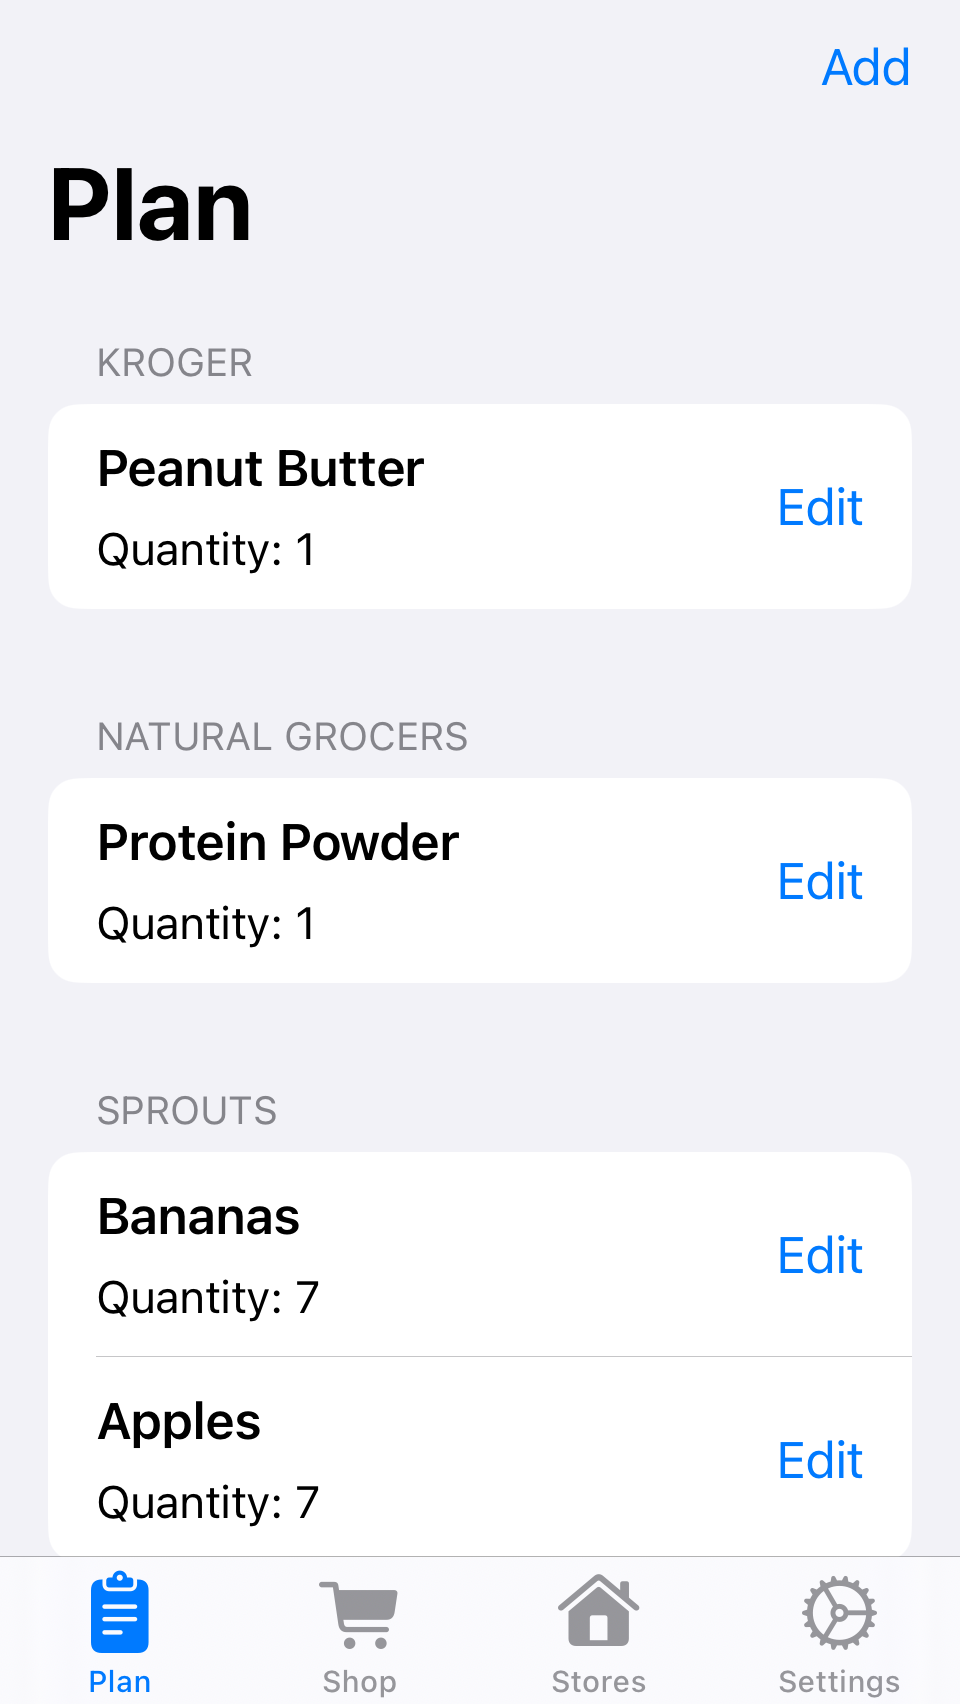 Add
Plan
KROGER
Peanut Butter
Quantity: 1
Edit
NATURAL GROCERS
Protein Powder
Quantity: 1
Edit
SPROUTS
Bananas
Quantity: 7
Edit
Apples
Quantity: 7
Edit
Plan
Shop
Stores
Settings